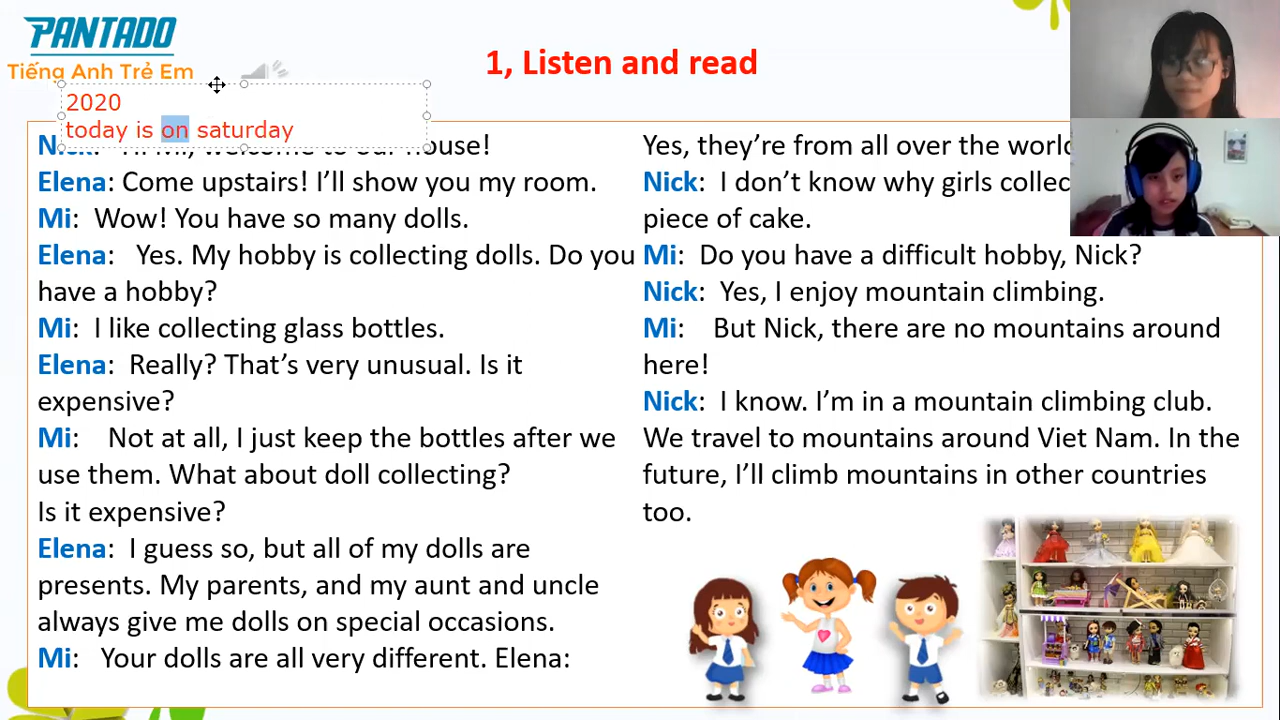 PANTADO
Tiếng Anh Trẻ Em
1, Listen and read
2020
today is on saturday
Nick: Hi Mi, welcome to our house!
Elena: Come upstairs! I'll show you my room.
Mi: Wow! You have so many dolls.
Elena: Yes. My hobby is collecting dolls. Do you
have a hobby?
Mi: I like collecting glass bottles.
Elena: Really? That's very unusual. Is it
expensive?
Mi: Not at all, I just keep the bottles after we
use them. What about doll collecting?
Is it expensive?
Elena: I guess so, but all of my dolls are
presents. My parents, and my aunt and uncle
always give me dolls on special occasions.
Mi: Your dolls are all very different. Elena:
Yes, they're from all over the world
Nick: I don't know why girls collec
piece of cake.
Mi: Do you have a difficult hobby, Nick?
Nick: Yes, I enjoy mountain climbing.
Mi: But Nick, there are no mountains around
here!
Nick: I know. I'm in a mountain climbing club.
We travel to mountains around Viet Nam. In the
future, I'll climb mountains in other countries
too.